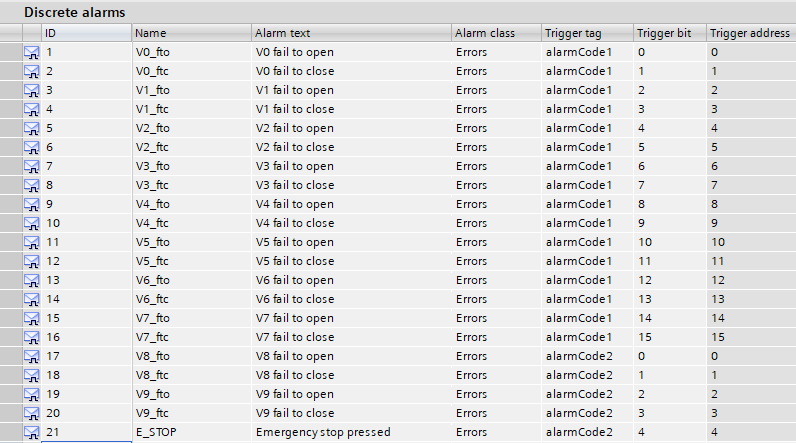 Discrete alarms
ID Name Alarm text Alarm class Trigger tag Trigger bit Trigger address
1 V0_fto V0 fail to open Errors alarmCode1 0 0
2 V0_ftc V0 fail to close Errors alarmCode1 1 1
3 V1_fto V1 fail to open Errors alarmCode1 2 2
4 V1_ftc V1 fail to close Errors alarmCode1 3 3
5 V2_fto V2 fail to open Errors alarmCode1 4 4
6 V2_ftc V2 fail to close Errors alarmCode1 5 5
7 V3_fto V3 fail to open Errors alarmCode1 6 6
8 V3_ftc V3 fail to close Errors alarmCode1 7 7
9 V4_fto V4 fail to open Errors alarmCode1 8 8
10 V4_ftc V4 fail to close Errors alarmCode1 9 9
11 V5_fto V5 fail to open Errors alarmCode1 10 10
12 V5_ftc V5 fail to close Errors alarmCode1 11 11
13 V6_fto V6 fail to open Errors alarmCode1 12 12
14 V6_ftc V6 fail to close Errors alarmCode1 13 13
15 V7_fto V7 fail to open Errors alarmCode1 14 14
16 V7_ftc V7 fail to close Errors alarmCode1 15 15
17 V8_fto V8 fail to open Errors alarmCode2 0 0
18 V8_ftc V8 fail to close Errors alarmCode2 1 1
19 V9_fto V9 fail to open Errors alarmCode2 2 2
20 V9_ftc V9 fail to close Errors alarmCode2 3 3
21 E_STOP Emergency stop pressed Errors alarmCode2 4 4